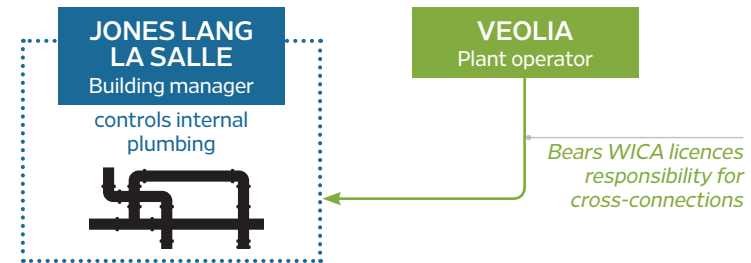 JONES LANG
LA SALLE
Building manager
controls internal
plumbing
VEOLIA
Plant operator
Bears WICA licences
responsibility for
cross-connections